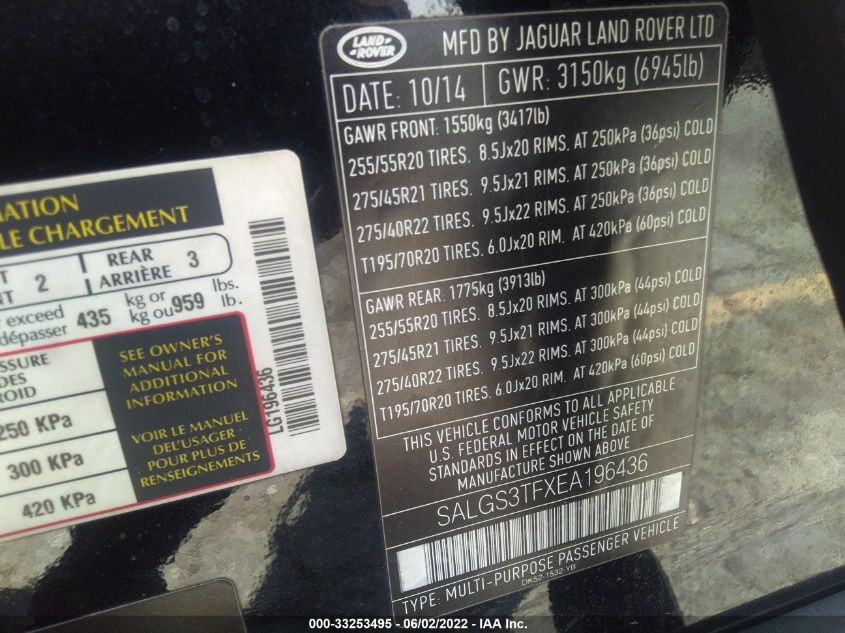 MATION
LE CHARGEMENT
NT 2
REAR
ARRIÈRE 3
r exceed
dépasser 435 kg or
kg ou 959 lbs.
lb.
SSURE
DES
ROID
250 KPa
300 KPa
420 KPa
SEE OWNER'S
MANUAL FOR
ADDITIONAL
INFORMATION
VOIR LE MANUEL
DEL'USAGER
POUR PLUS DE
RENSEIGNEMENTS
LG196436
LAND
ROVER
MFD BY JAGUAR LAND ROVER LTD
DATE: 10/14 GWR: 3150kg (6945lb)
GAWR FRONT: 1550kg (3417lb)
255/55R20 TIRES. 8.5Jx20 RIMS. AT 250kPa (36psi) COLD
275/45R21 TIRES. 9.5Jx21 RIMS. AT 250kPa (36psi) COLD
275/40R22 TIRES. 9.5Jx22 RIMS. AT 250kPa (36psi) COLD
T195/70R20 TIRES. 6.0Jx20 RIM. AT 420kPa (60psi) COLD
GAWR REAR: 1775kg (3913lb)
255/55R20 TIRES. 8.5Jx20 RIMS. AT 300kPa (44psi) COLD
275/45R21 TIRES. 9.5Jx21 RIMS. AT 300kPa (44psi) COLD
275/40R22 TIRES. 9.5Jx22 RIMS. AT 300kPa (44psi) COLD
T195/70R20 TIRES. 6.0Jx20 RIM. AT 420kPa (60psi) COLD
THIS VEHICLE CONFORMS TO ALL APPLICABLE
U.S. FEDERAL MOTOR VEHICLE SAFETY
STANDARDS IN EFFECT ON THE DATE OF
MANUFACTURE SHOWN ABOVE
SALGS3TFXEA196436
DK52-1532-YB
TYPE: MULTI-PURPOSE PASSENGER VEHICLE
000-33253495 - 06/02/2022 - IAA Inc.